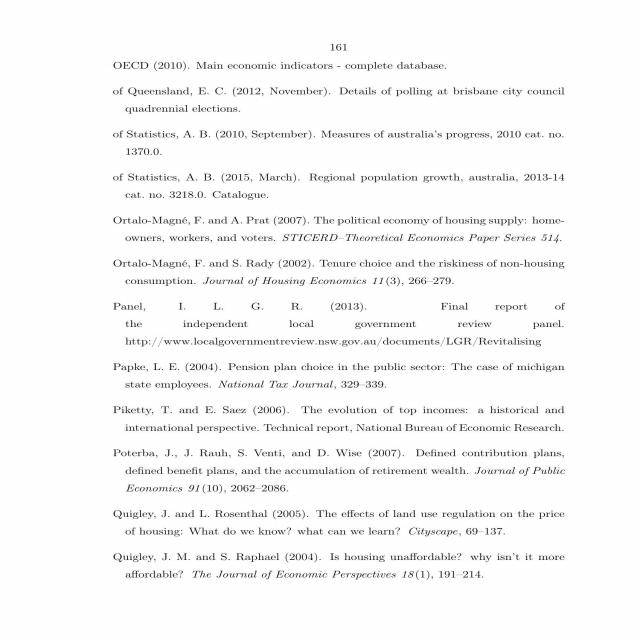 161
OECD (2010). Main economic indicators - complete database.
of Queensland, E. C. (2012, November). Details of polling at brisbane city council
quadrennial elections.
of Statistics, A. B. (2010, September). Measures of australia's progress, 2010 cat. no.
1370.0.
of Statistics, A. B. (2015, March). Regional population growth, australia, 2013-14
cat. no. 3218.0. Catalogue.
Ortalo-Magné, F. and A. Prat (2007). The political economy of housing supply: home-
owners, workers, and voters. STICERD–Theoretical Economics Paper Series 514.
Ortalo-Magné, F. and S. Rady (2002). Tenure choice and the riskiness of non-housing
consumption. Journal of Housing Economics 11(3), 266–279.
Panel, I. L. G. R. (2013). Final report of
the independent local government review panel.
http://www.localgovernmentreview.nsw.gov.au/documents/LGR/Revitalising
Papke, L. E. (2004). Pension plan choice in the public sector: The case of michigan
state employees. National Tax Journal, 329–339.
Piketty, T. and E. Saez (2006). The evolution of top incomes: a historical and
international perspective. Technical report, National Bureau of Economic Research.
Poterba, J., J. Rauh, S. Venti, and D. Wise (2007). Defined contribution plans,
defined benefit plans, and the accumulation of retirement wealth. Journal of Public
Economics 91(10), 2062–2086.
Quigley, J. and L. Rosenthal (2005). The effects of land use regulation on the price
of housing: What do we know? what can we learn? Cityscape, 69–137.
Quigley, J. M. and S. Raphael (2004). Is housing unaffordable? why isn't it more
affordable? The Journal of Economic Perspectives 18(1), 191–214.